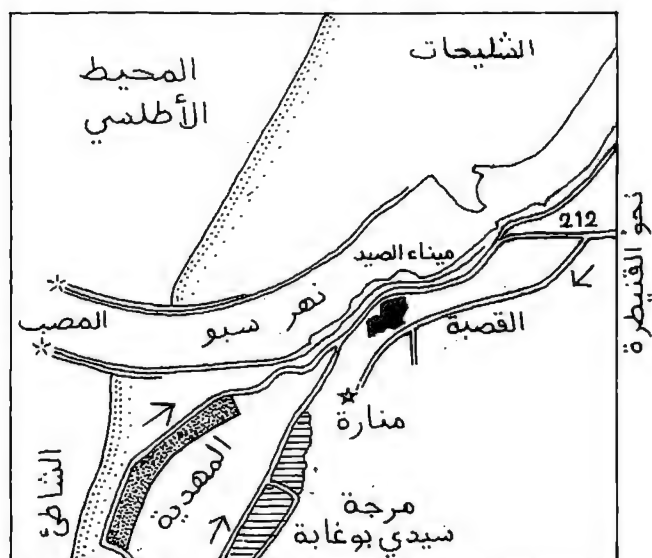 المحيط
الأطلسي
الشليحات
نحو القنيطرة
212
ميناء الصيد
نهر سبو
المصب
القصبة
منارة
المهدية
الشاطئ
مرجة
سيدي بوغابة